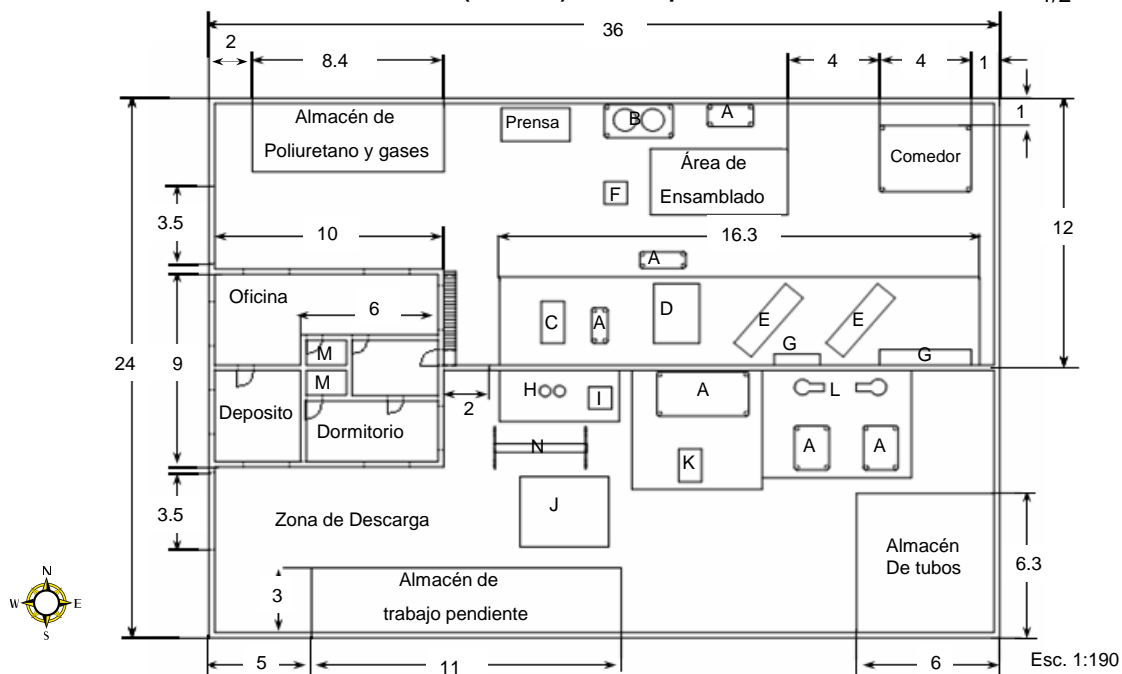 36
2
8.4
4
4
1
Almacén de
Poliuretano y gases
Prensa
B
A
1
Comedor
Área de
Ensamblado
F
3.5
10
16.3
12
A
Oficina
6
C
A
D
E
E
G
G
M
24
9
M
2
H
I
A
L
Deposito
Dormitorio
N
A
A
K
3.5
J
Zona de Descarga
Almacén
De tubos
6.3
3
Almacén de
trabajo pendiente
N
W
E
S
5
11
6
Esc. 1:190